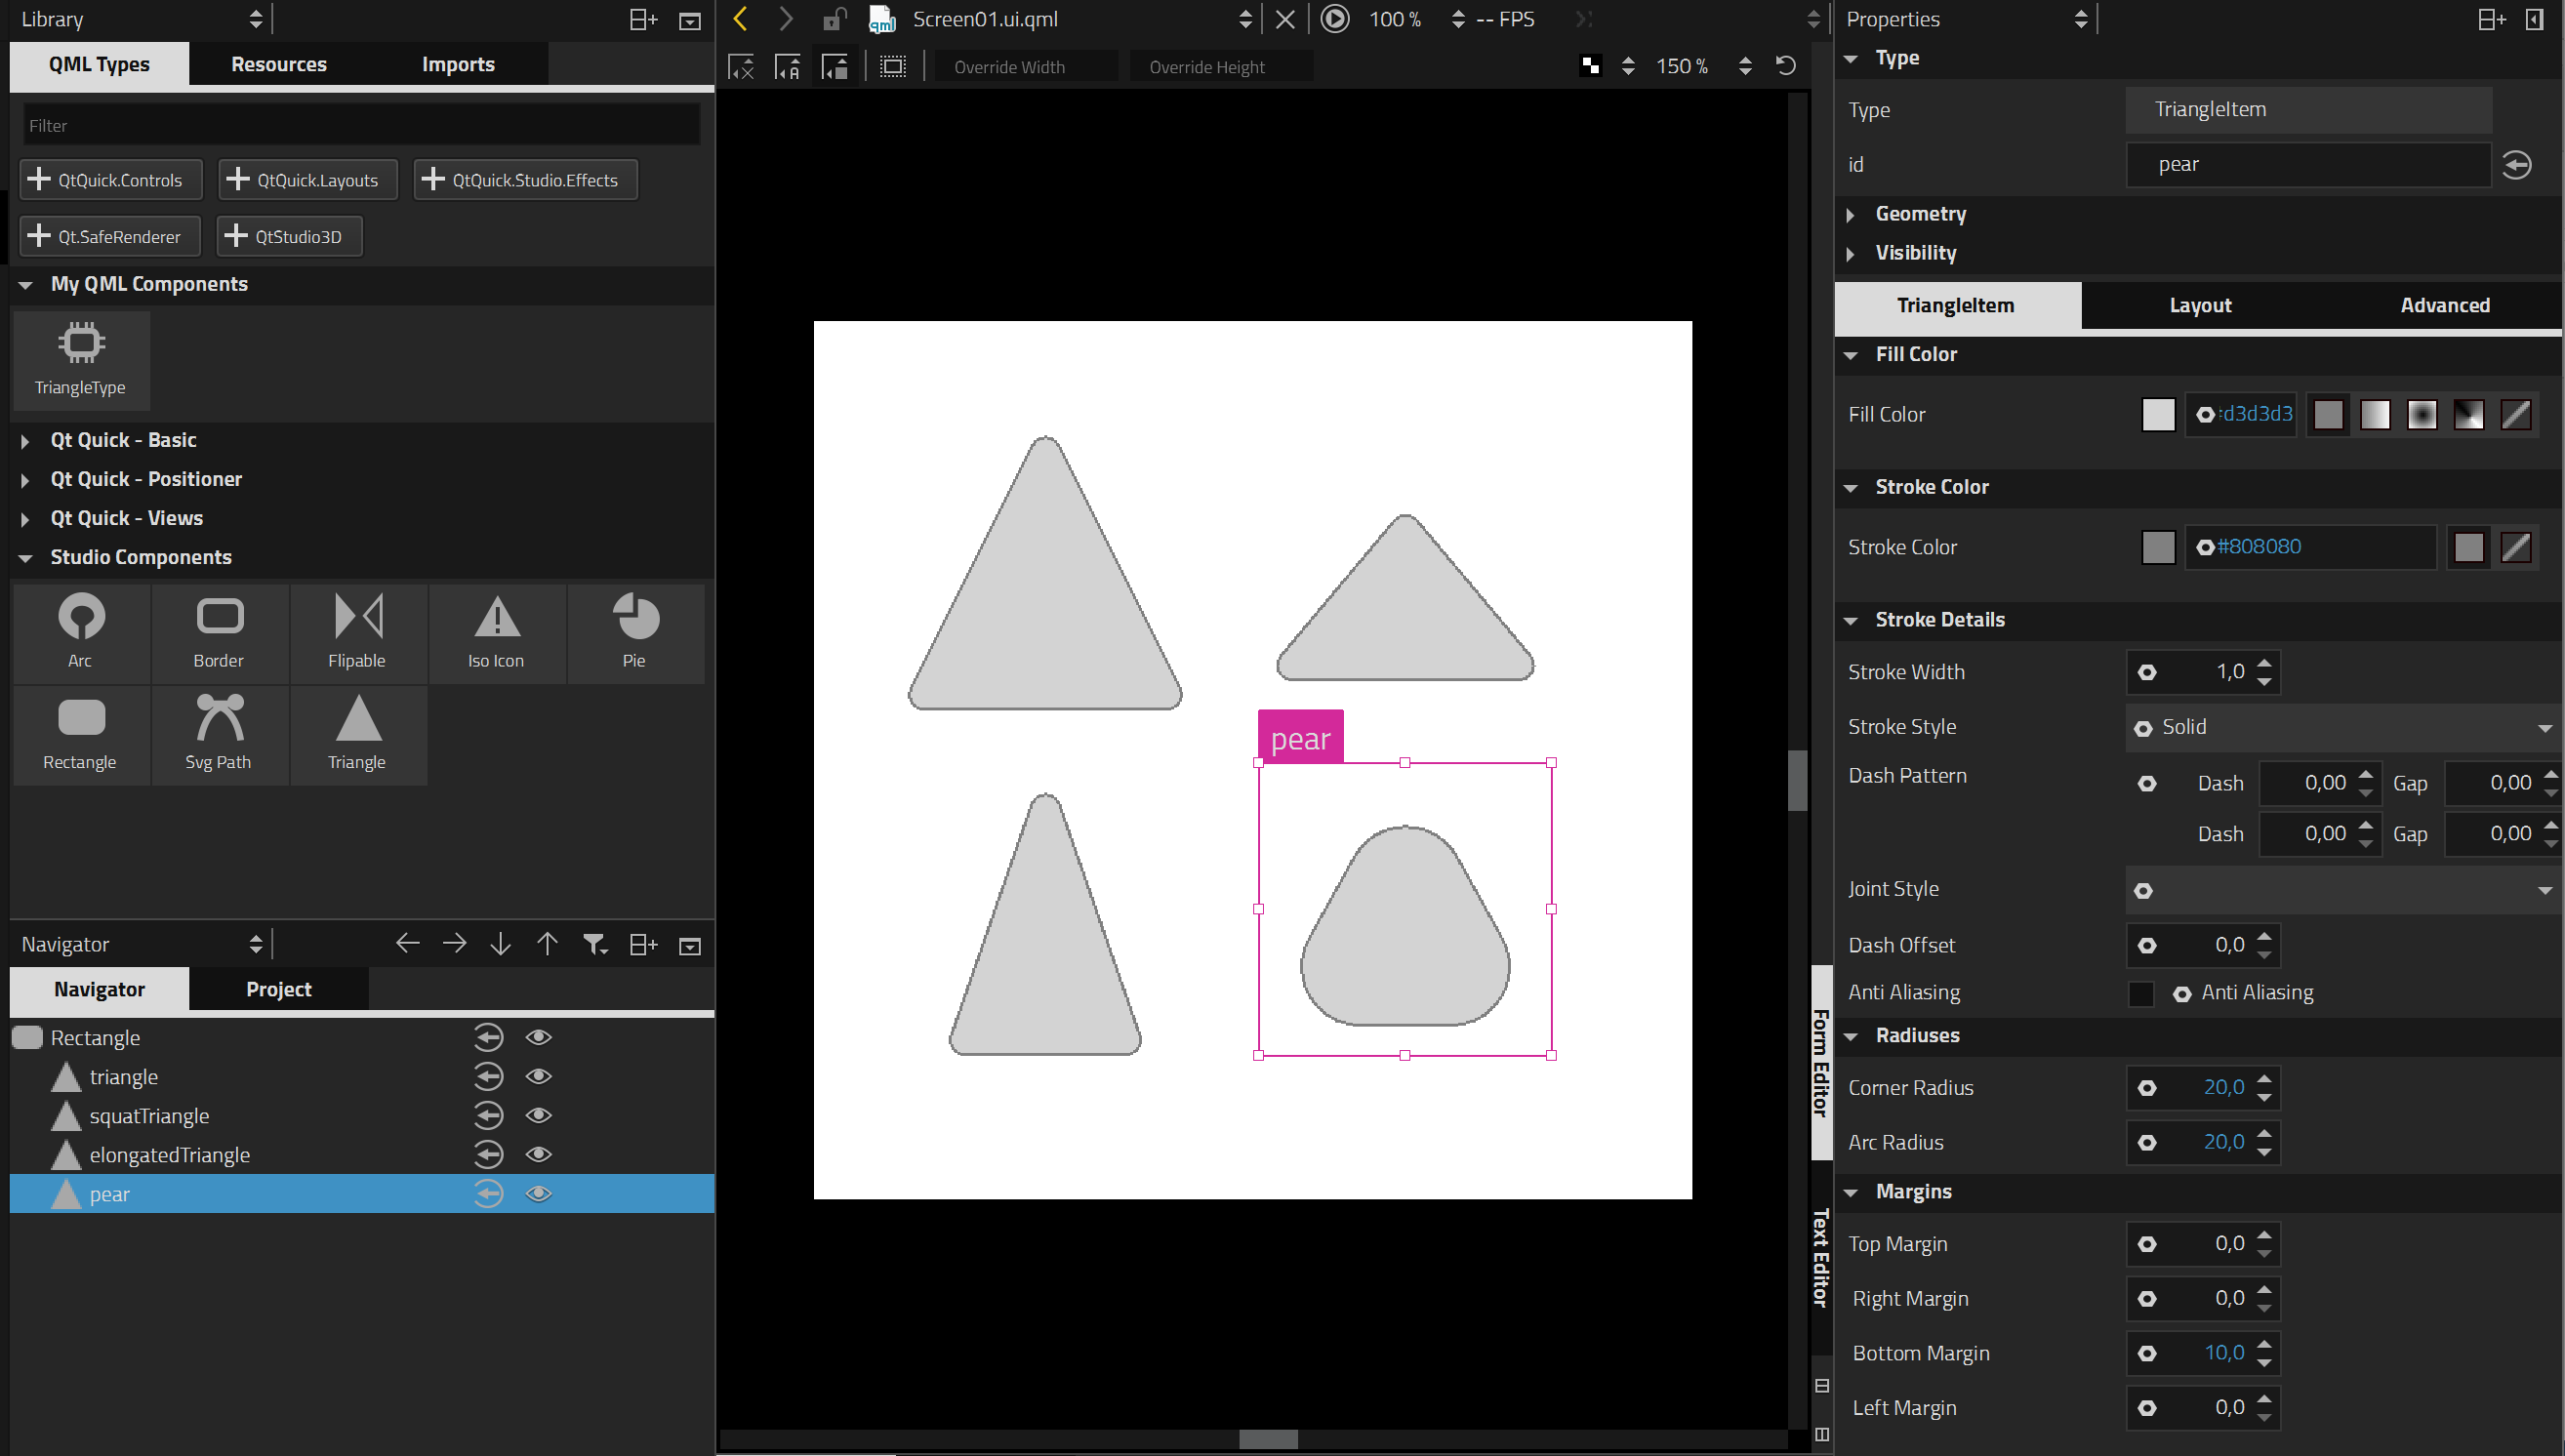 Library
QML Types
Resources
Imports
Filter
QtQuick.Controls
QtQuick.Layouts
QtQuick.Studio.Effects
Qt.SafeRenderer
QtStudio3D
My QML Components
TriangleType
Qt Quick - Basic
Qt Quick - Positioner
Qt Quick - Views
Studio Components
Arc
Border
Flipable
Iso Icon
Pie
Rectangle
Svg Path
Triangle
Navigator
Navigator
Project
Rectangle
triangle
squatTriangle
elongatedTriangle
pear
qml
Screen01.ui.qml
100 %
-- FPS
A
Override Width
Override Height
150 %
pear
Form Editor
Text Editor
Properties
Type
Type
TriangleItem
id
pear
Geometry
Visibility
TriangleItem
Layout
Advanced
Fill Color
Fill Color
d3d3d3
Stroke Color
Stroke Color
#808080
Stroke Details
Stroke Width
1,0
Stroke Style
Solid
Dash Pattern
Dash
0,00
Gap
0,00
Dash
0,00
Gap
0,00
Joint Style
Dash Offset
0,0
Anti Aliasing
Anti Aliasing
Radiuses
Corner Radius
20,0
Arc Radius
20,0
Margins
Top Margin
0,0
Right Margin
0,0
Bottom Margin
10,0
Left Margin
0,0